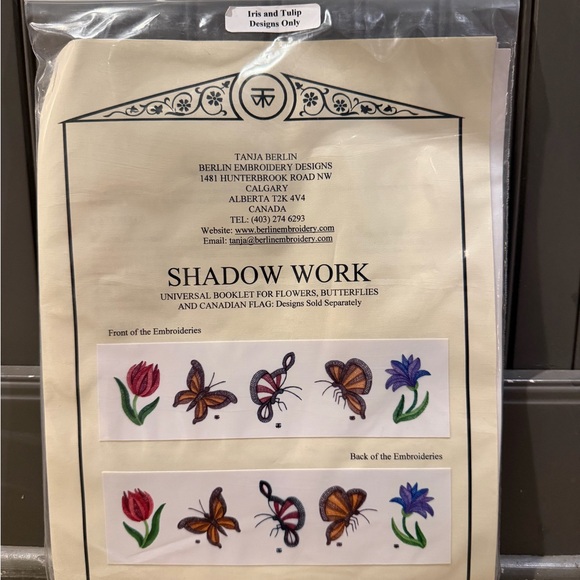 Iris and Tulip
Designs Only
TANJA BERLIN
BERLIN EMBROIDERY DESIGNS
1481 HUNTERBROOK ROAD NW
CALGARY
ALBERTA T2K 4V4
CANADA
TEL: (403) 274 6293
Website: www.berlinembroidery.com
Email: tanja@berlinembroidery.com
SHADOW WORK
UNIVERSAL BOOKLET FOR FLOWERS, BUTTERFLIES
AND CANADIAN FLAG: Designs Sold Separately
Front of the Embroideries
Back of the Embroideries